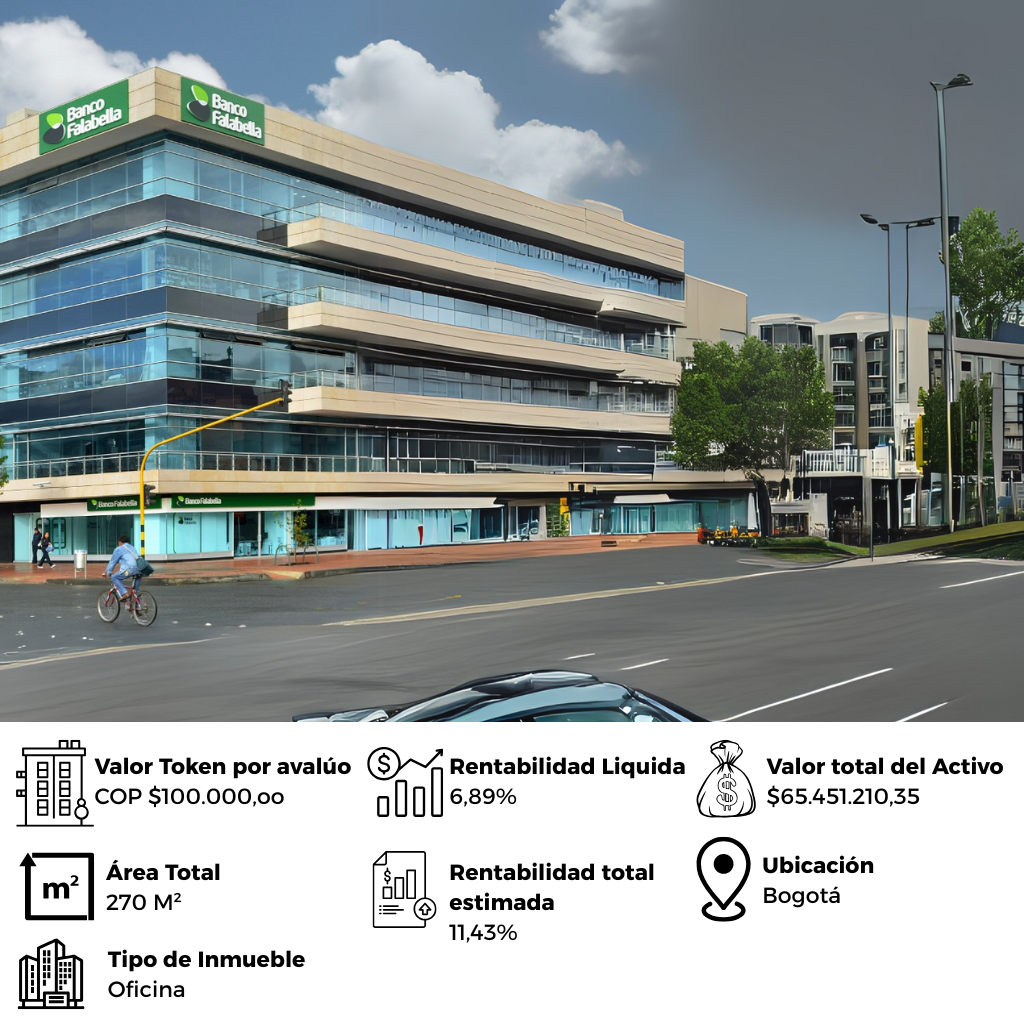 Banco
Falabella
Banco
Falabella
Banco Falabella
Banco Falabella
Valor Token por avalúo
COP $100.000,oo
Rentabilidad Liquida
6,89%
Valor total del Activo
$65.451.210,35
m²
Área Total
270 M²
Rentabilidad total
estimada
11,43%
Ubicación
Bogotá
Tipo de Inmueble
Oficina